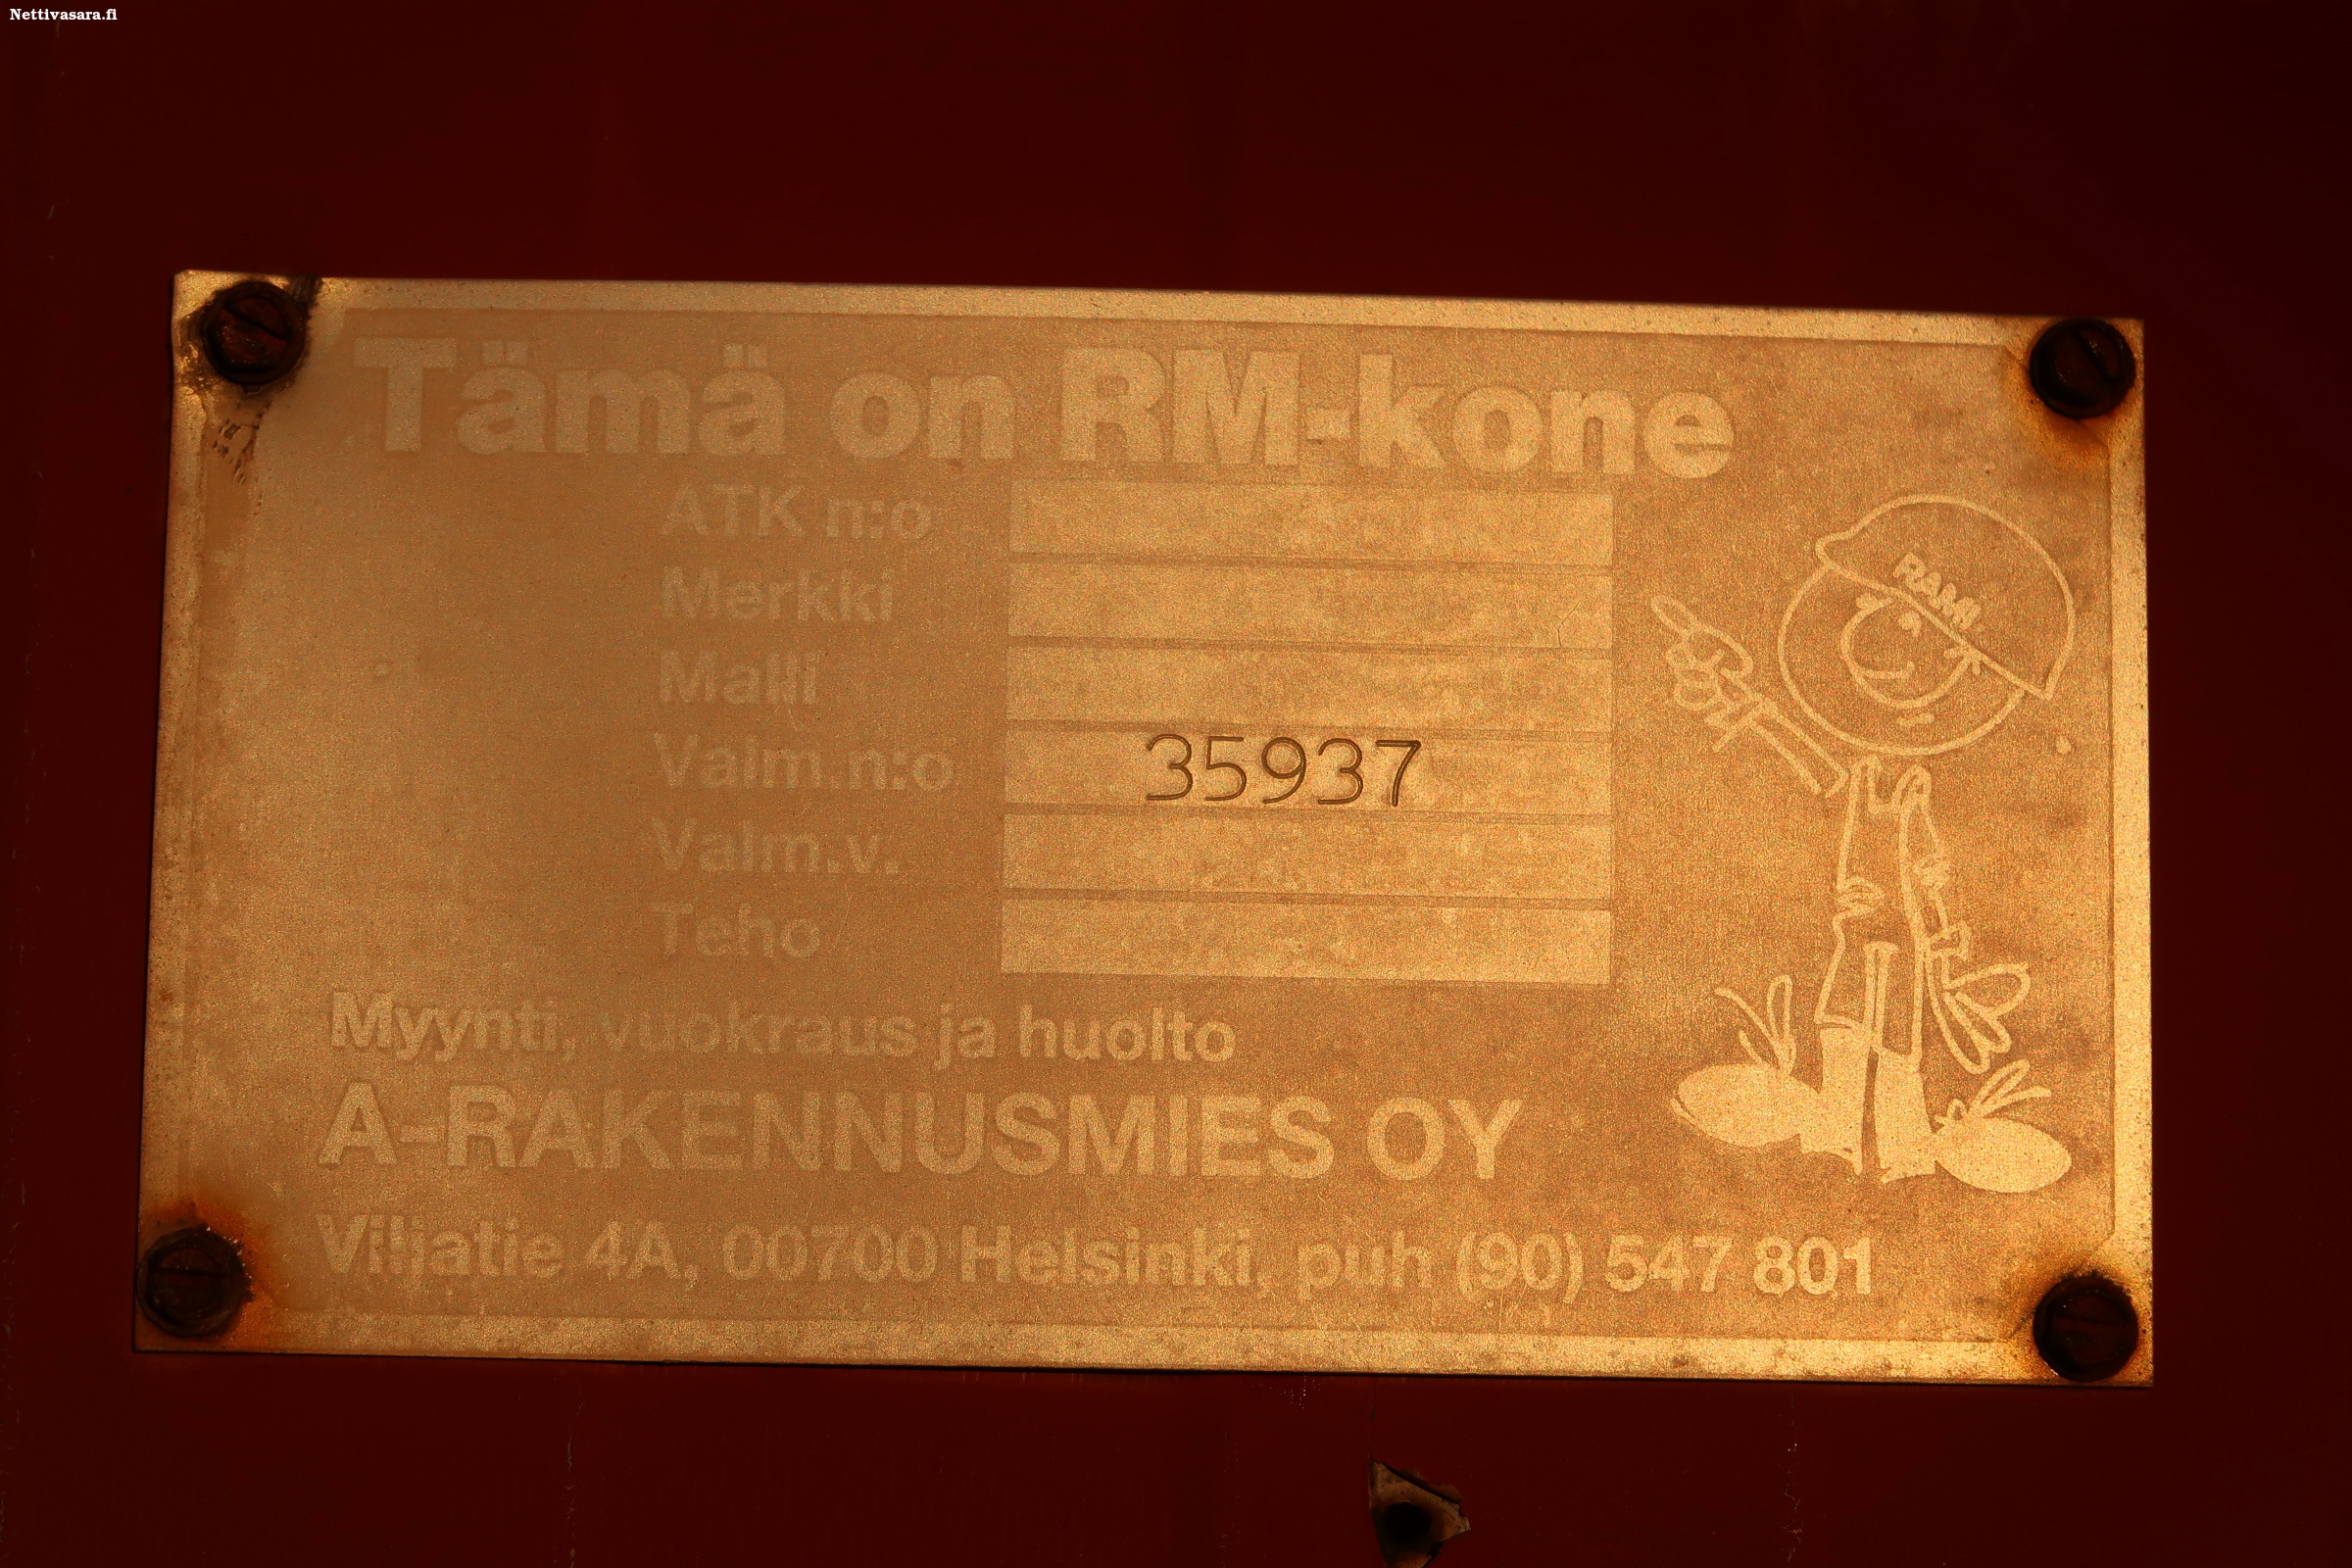 Nettivasara.fi
Tämä on RM-kone
ATK n:o
Merkki
Malli
Valm.n:o 35937
Valm.v.
Teho
RAMI
Myynti, vuokraus ja huolto
A-RAKENNUSMIES OY
Viljatie 4A, 00700 Helsinki, puh (90) 547 801